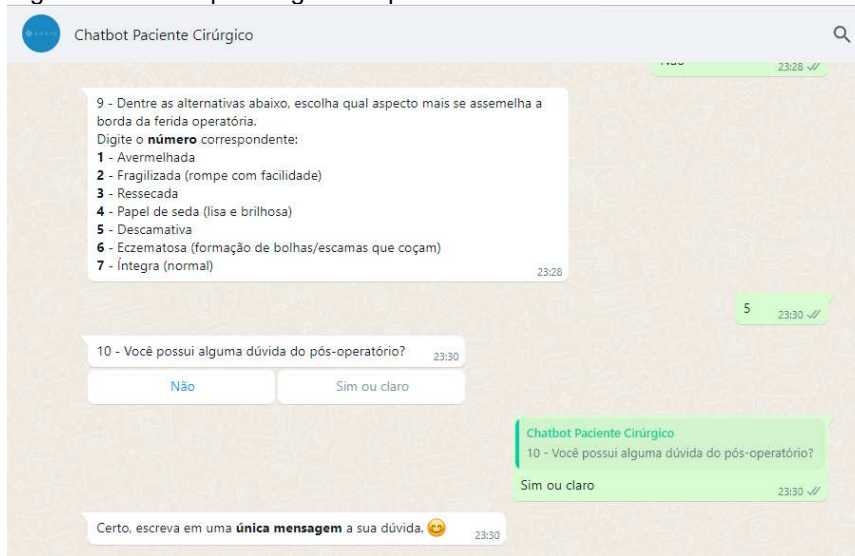 Chatbot Paciente Cirúrgico
23:28
9 - Dentre as alternativas abaixo, escolha qual aspecto mais se assemelha a
borda da ferida operatória.
Digite o número correspondente:
1 - Avermelhada
2 - Fragilizada (rompe com facilidade)
3 - Ressecada
4 - Papel de seda (lisa e brilhosa)
5 - Descamativa
6 - Eczematosa (formação de bolhas/escamas que coçam)
7 - Íntegra (normal)
23:28
5 23:30
10 - Você possui alguma dúvida do pós-operatório? 23:30
Não Sim ou claro
Chatbot Paciente Cirúrgico
10 - Você possui alguma dúvida do pós-operatório?
Sim ou claro
23:30
Certo, escreva em uma única mensagem a sua dúvida. 😊 23:30